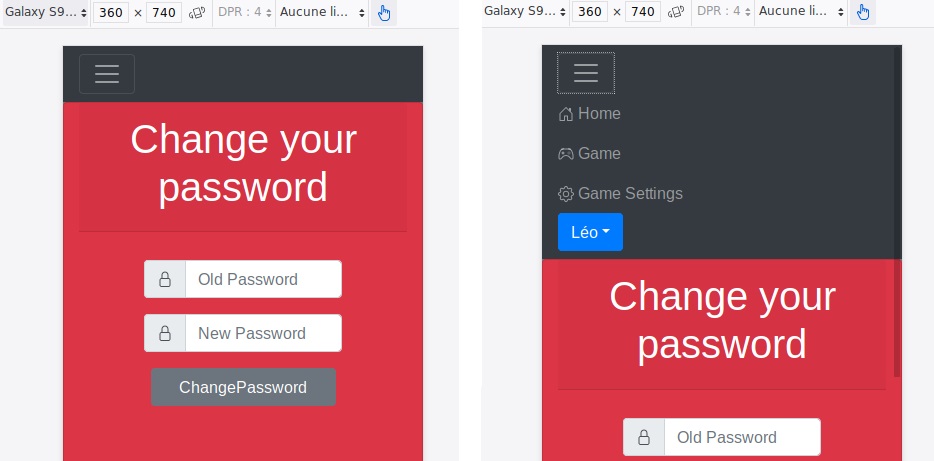 Galaxy S9... 360 × 740 DPR : 4 Aucune li...
Change your
password
Old Password
New Password
ChangePassword
Galaxy S9... 360 × 740 DPR : 4 Aucune li...
Home
Game
Game Settings
Léo
Change your
password
Old Password